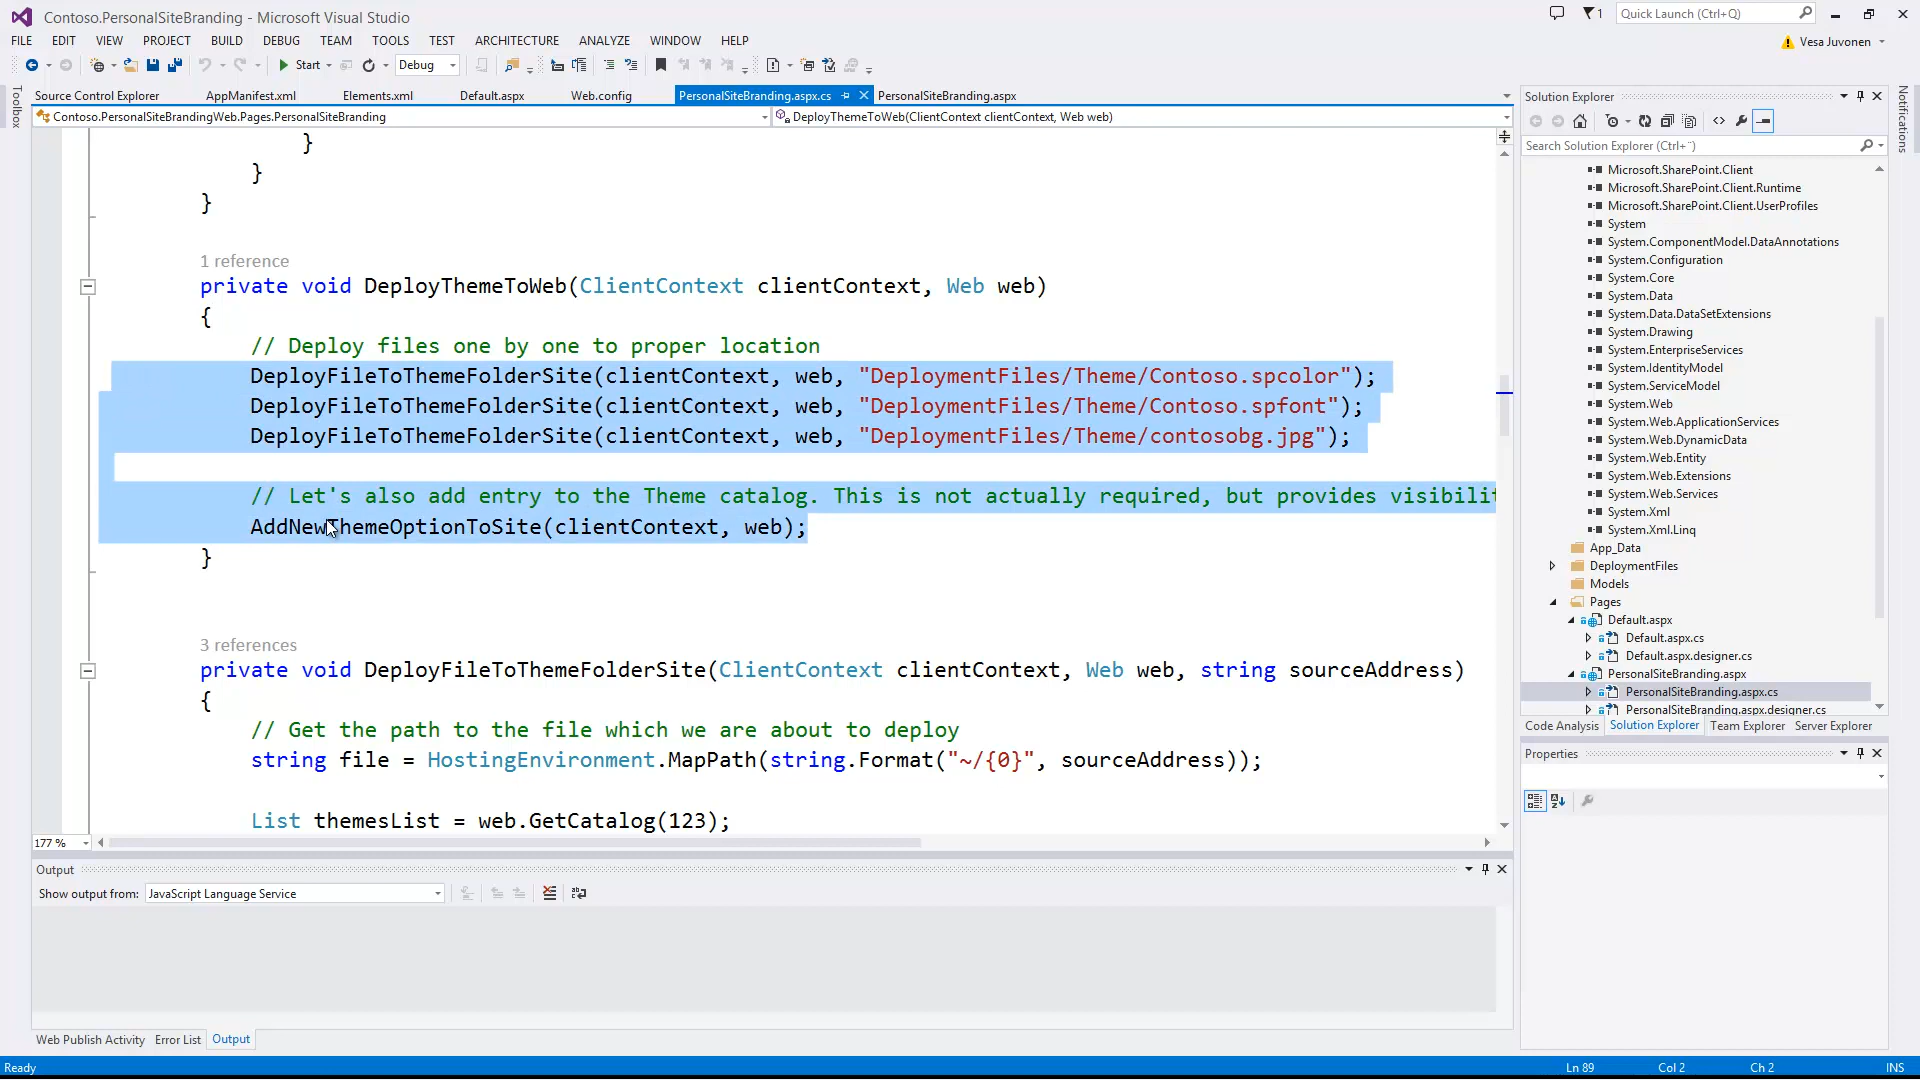 Contoso.PersonalSiteBranding - Microsoft Visual Studio
1
Quick Launch (Ctrl+Q)
FILE EDIT VIEW PROJECT BUILD DEBUG TEAM TOOLS TEST ARCHITECTURE ANALYZE WINDOW HELP
Vesa Juvonen
Start
Debug
Toolbox
Source Control Explorer AppManifest.xml Elements.xml Default.aspx Web.config PersonalSiteBranding.aspx.cs PersonalSiteBranding.aspx
Contoso.PersonalSiteBrandingWeb.Pages.PersonalSiteBranding
DeployThemeToWeb(ClientContext clientContext, Web web)
}
}
}
1 reference
private void DeployThemeToWeb(ClientContext clientContext, Web web)
{
// Deploy files one by one to proper location
DeployFileToThemeFolderSite(clientContext, web, "DeploymentFiles/Theme/Contoso.spcolor");
DeployFileToThemeFolderSite(clientContext, web, "DeploymentFiles/Theme/Contoso.spfont");
DeployFileToThemeFolderSite(clientContext, web, "DeploymentFiles/Theme/contosobg.jpg");
// Let's also add entry to the Theme catalog. This is not actually required, but provides visibilit
AddNewThemeOptionToSite(clientContext, web);
}
3 references
private void DeployFileToThemeFolderSite(ClientContext clientContext, Web web, string sourceAddress)
{
// Get the path to the file which we are about to deploy
string file = HostingEnvironment.MapPath(string.Format("~/{0}", sourceAddress));
List themesList = web.GetCatalog(123);
177 %
Output
Show output from: JavaScript Language Service
Web Publish Activity Error List Output
Ready
Ln 89 Col 2 Ch 2 INS
Solution Explorer
Search Solution Explorer (Ctrl+¨)
Microsoft.SharePoint.Client
Microsoft.SharePoint.Client.Runtime
Microsoft.SharePoint.Client.UserProfiles
System
System.ComponentModel.DataAnnotations
System.Configuration
System.Core
System.Data
System.Data.DataSetExtensions
System.Drawing
System.EnterpriseServices
System.IdentityModel
System.ServiceModel
System.Web
System.Web.ApplicationServices
System.Web.DynamicData
System.Web.Entity
System.Web.Extensions
System.Web.Services
System.Xml
System.Xml.Linq
App_Data
DeploymentFiles
Models
Pages
Default.aspx
Default.aspx.cs
Default.aspx.designer.cs
PersonalSiteBranding.aspx
PersonalSiteBranding.aspx.cs
PersonalSiteBranding.aspx.designer.cs
Code Analysis Solution Explorer Team Explorer Server Explorer
Properties
Notifications